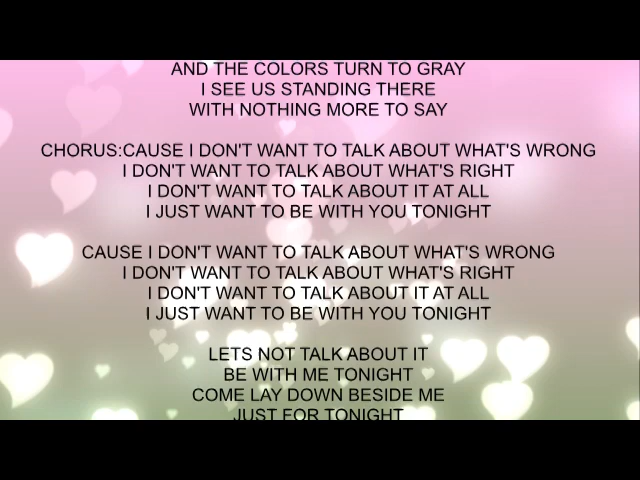 AND THE COLORS TURN TO GRAY
I SEE US STANDING THERE
WITH NOTHING MORE TO SAY
CHORUS:CAUSE I DON'T WANT TO TALK ABOUT WHAT'S WRONG
I DON'T WANT TO TALK ABOUT WHAT'S RIGHT
I DON'T WANT TO TALK ABOUT IT AT ALL
I JUST WANT TO BE WITH YOU TONIGHT
CAUSE I DON'T WANT TO TALK ABOUT WHAT'S WRONG
I DON'T WANT TO TALK ABOUT WHAT'S RIGHT
I DON'T WANT TO TALK ABOUT IT AT ALL
I JUST WANT TO BE WITH YOU TONIGHT
LETS NOT TALK ABOUT IT
BE WITH ME TONIGHT
COME LAY DOWN BESIDE ME
JUST FOR TONIGHT